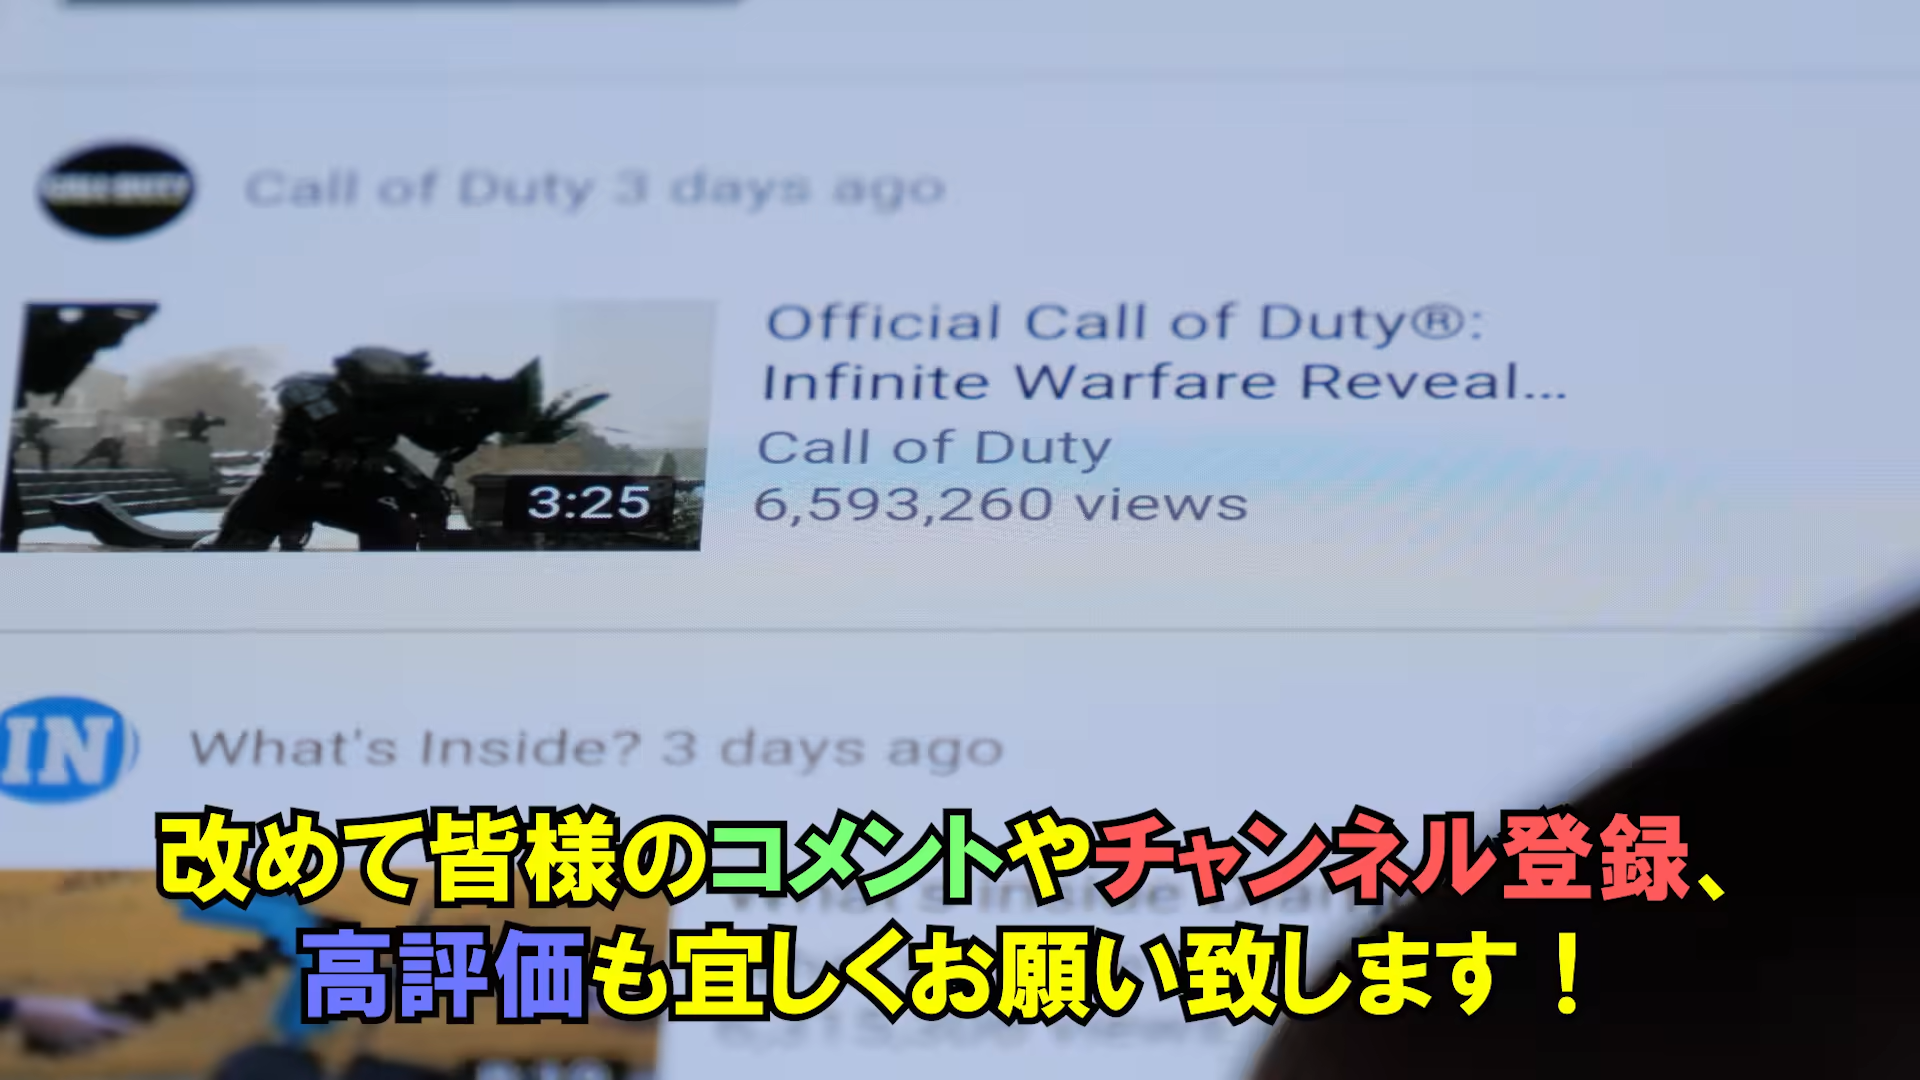 Call of Duty 3 days ago
Official Call of Duty®:
Infinite Warfare Reveal...
Call of Duty
6,593,260 views
3:25
IN
What's Inside? 3 days ago
改めて皆様のコメントやチャンネル登録、
高評価も宜しくお願い致します！